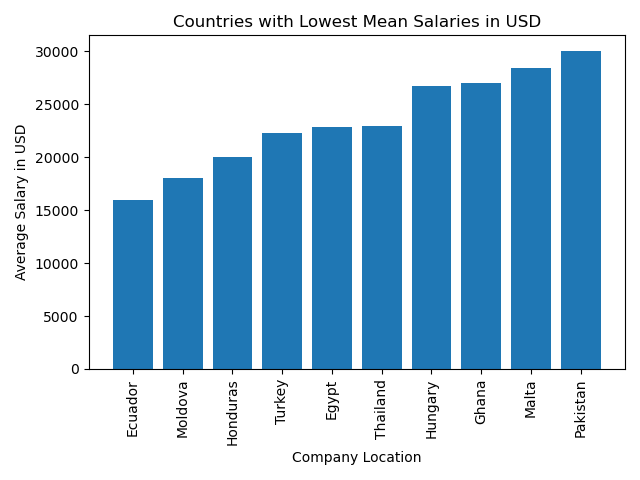 Countries with Lowest Mean Salaries in USD
30000
25000
20000
15000
10000
5000
0
Average Salary in USD
Ecuador
Moldova
Honduras
Turkey
Egypt
Thailand
Hungary
Ghana
Malta
Pakistan
Company Location